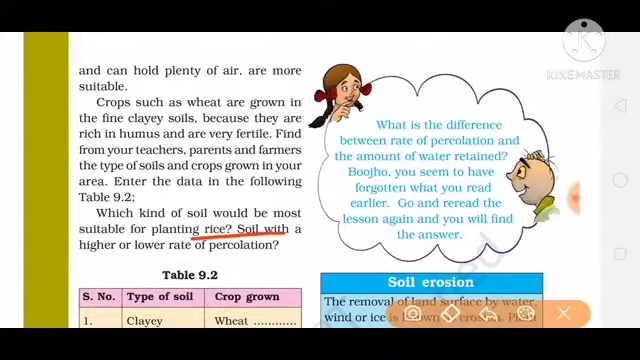 and can hold plenty of air, are more
suitable.
Crops such as wheat are grown in
the fine clayey soils, because they are
rich in humus and are very fertile. Find
from your teachers, parents and farmers
the type of soils and crops grown in your
area. Enter the data in the following
Table 9.2:
Which kind of soil would be most
suitable for planting rice? Soil with a
higher or lower rate of percolation?
Table 9.2
S. No. Type of soil Crop grown
1. Clayey Wheat ............
What is the difference
between rate of percolation and
the amount of water retained?
Boojho, you seem to have
forgotten what you read
earlier. Go and reread the
lesson again and you will find
the answer.
Soil erosion
The removal of land surface by water,
wind or ice is known as erosion. Plant
Made with
KINEMASTER